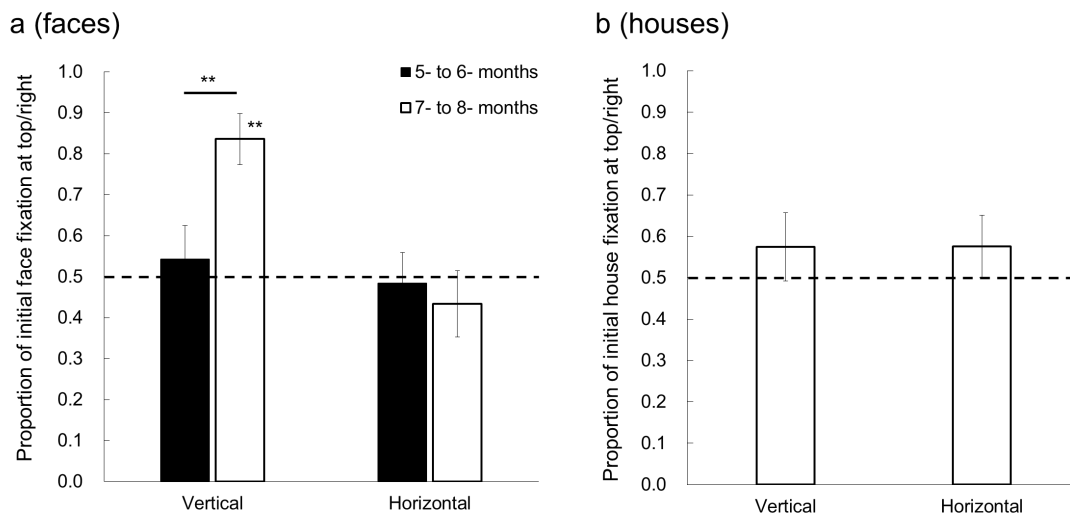 a (faces)
Proportion of initial face fixation at top/right
1.0
0.9
0.8
0.7
0.6
0.5
0.4
0.3
0.2
0.1
0.0
**
**
5- to 6- months
7- to 8- months
Vertical
Horizontal
b (houses)
Proportion of initial house fixation at top/right
1.0
0.9
0.8
0.7
0.6
0.5
0.4
0.3
0.2
0.1
0.0
Vertical
Horizontal